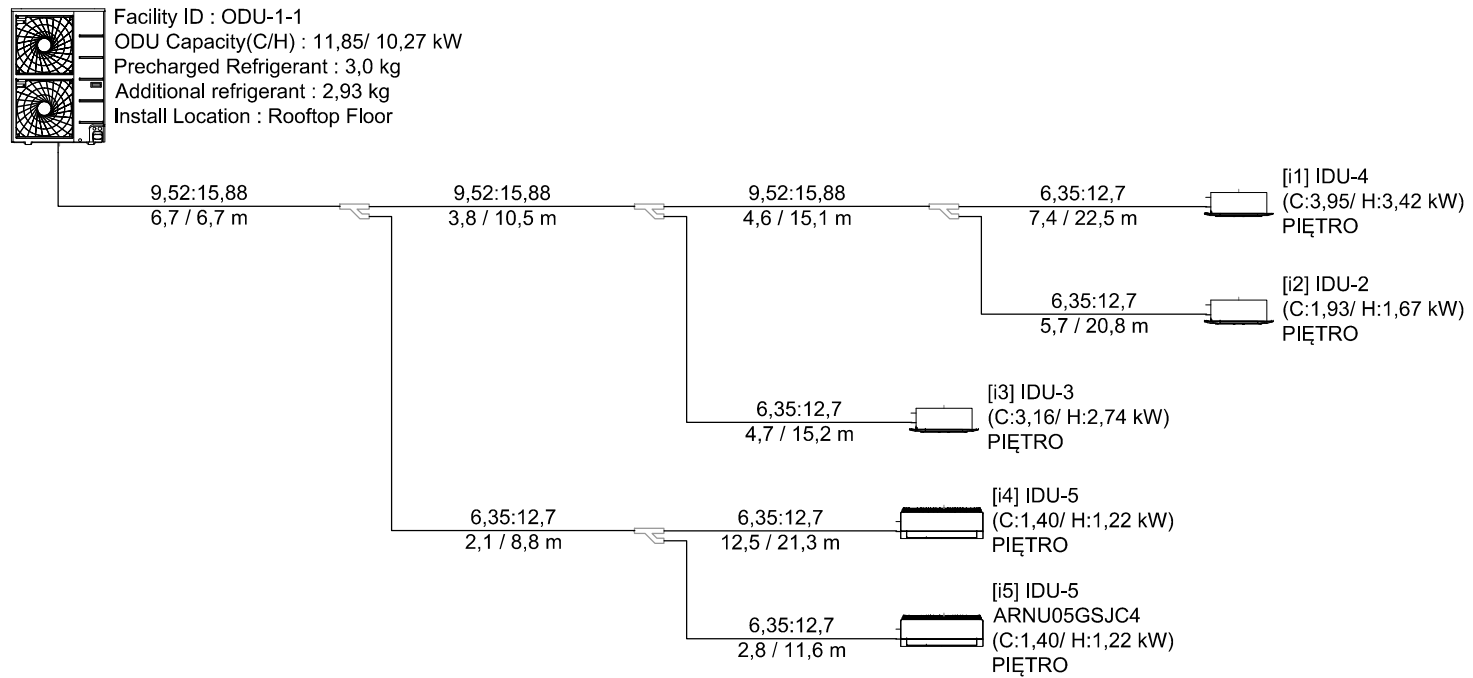 Facility ID : ODU-1-1
ODU Capacity(C/H) : 11,85/ 10,27 kW
Precharged Refrigerant : 3,0 kg
Additional refrigerant : 2,93 kg
Install Location : Rooftop Floor
9,52:15,88
6,7 / 6,7 m
9,52:15,88
3,8 / 10,5 m
9,52:15,88
4,6 / 15,1 m
6,35:12,7
7,4 / 22,5 m
[i1] IDU-4
(C:3,95/ H:3,42 kW)
PIĘTRO
6,35:12,7
5,7 / 20,8 m
[i2] IDU-2
(C:1,93/ H:1,67 kW)
PIĘTRO
6,35:12,7
4,7 / 15,2 m
[i3] IDU-3
(C:3,16/ H:2,74 kW)
PIĘTRO
6,35:12,7
2,1 / 8,8 m
6,35:12,7
12,5 / 21,3 m
[i4] IDU-5
(C:1,40/ H:1,22 kW)
PIĘTRO
6,35:12,7
2,8 / 11,6 m
[i5] IDU-5
ARNU05GSJC4
(C:1,40/ H:1,22 kW)
PIĘTRO